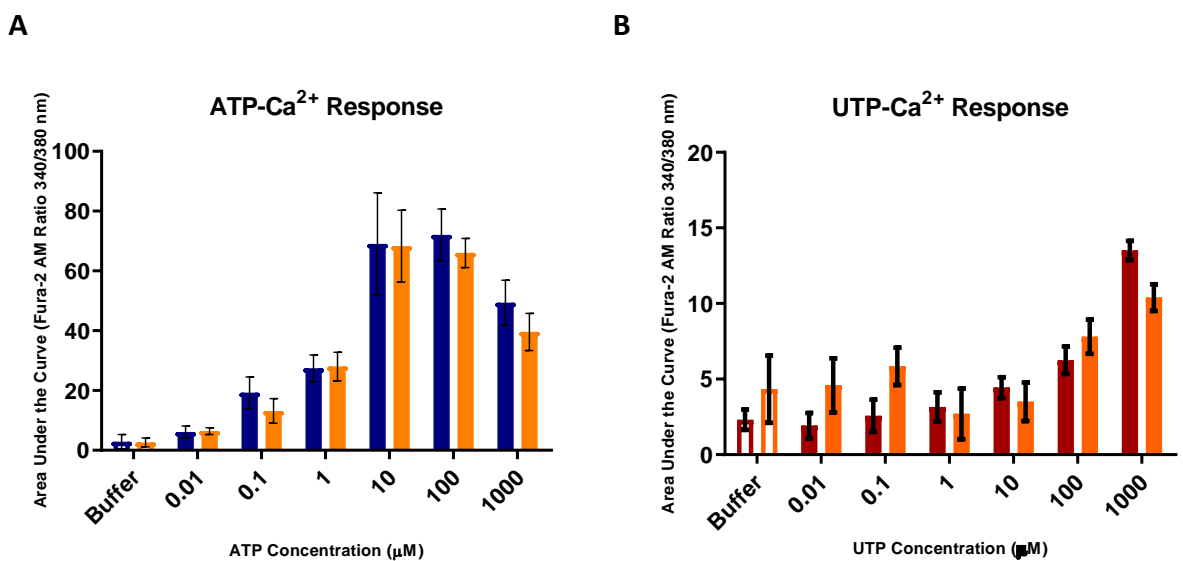 A
B
ATP-Ca2+ Response
UTP-Ca2+ Response
Area Under the Curve (Fura-2 AM Ratio 340/380 nm)
100
80
60
40
20
0
Buffer
0.01
0.1
1
10
100
1000
ATP Concentration (μM)
Area Under the Curve (Fura-2 AM Ratio 340/380 nm)
20
15
10
5
0
Buffer
0.01
0.1
1
10
100
1000
UTP Concentration (μM)